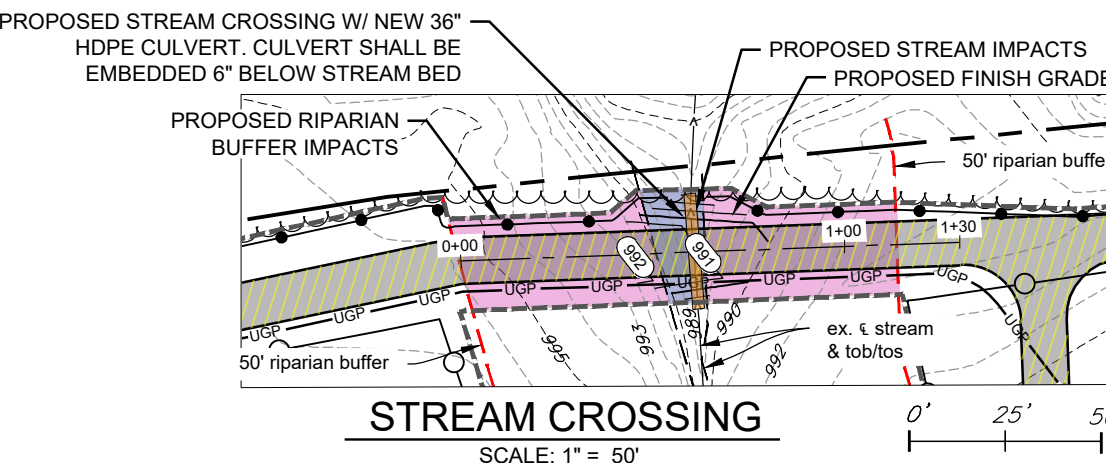 PROPOSED STREAM CROSSING W/ NEW 36"
HDPE CULVERT. CULVERT SHALL BE
EMBEDDED 6" BELOW STREAM BED
PROPOSED STREAM IMPACTS
PROPOSED FINISH GRADE
PROPOSED RIPARIAN
BUFFER IMPACTS
50' riparian buffe
0+00
992
991
1+00
1+30
UGP
UGP
UGP
UGP
UGP
UGP
UGP
UGP
UGP
UGP
50' riparian buffer
995
993
989
990
992
ex. ℄ stream
& tob/tos
STREAM CROSSING
SCALE: 1" = 50'
0'
25'
50